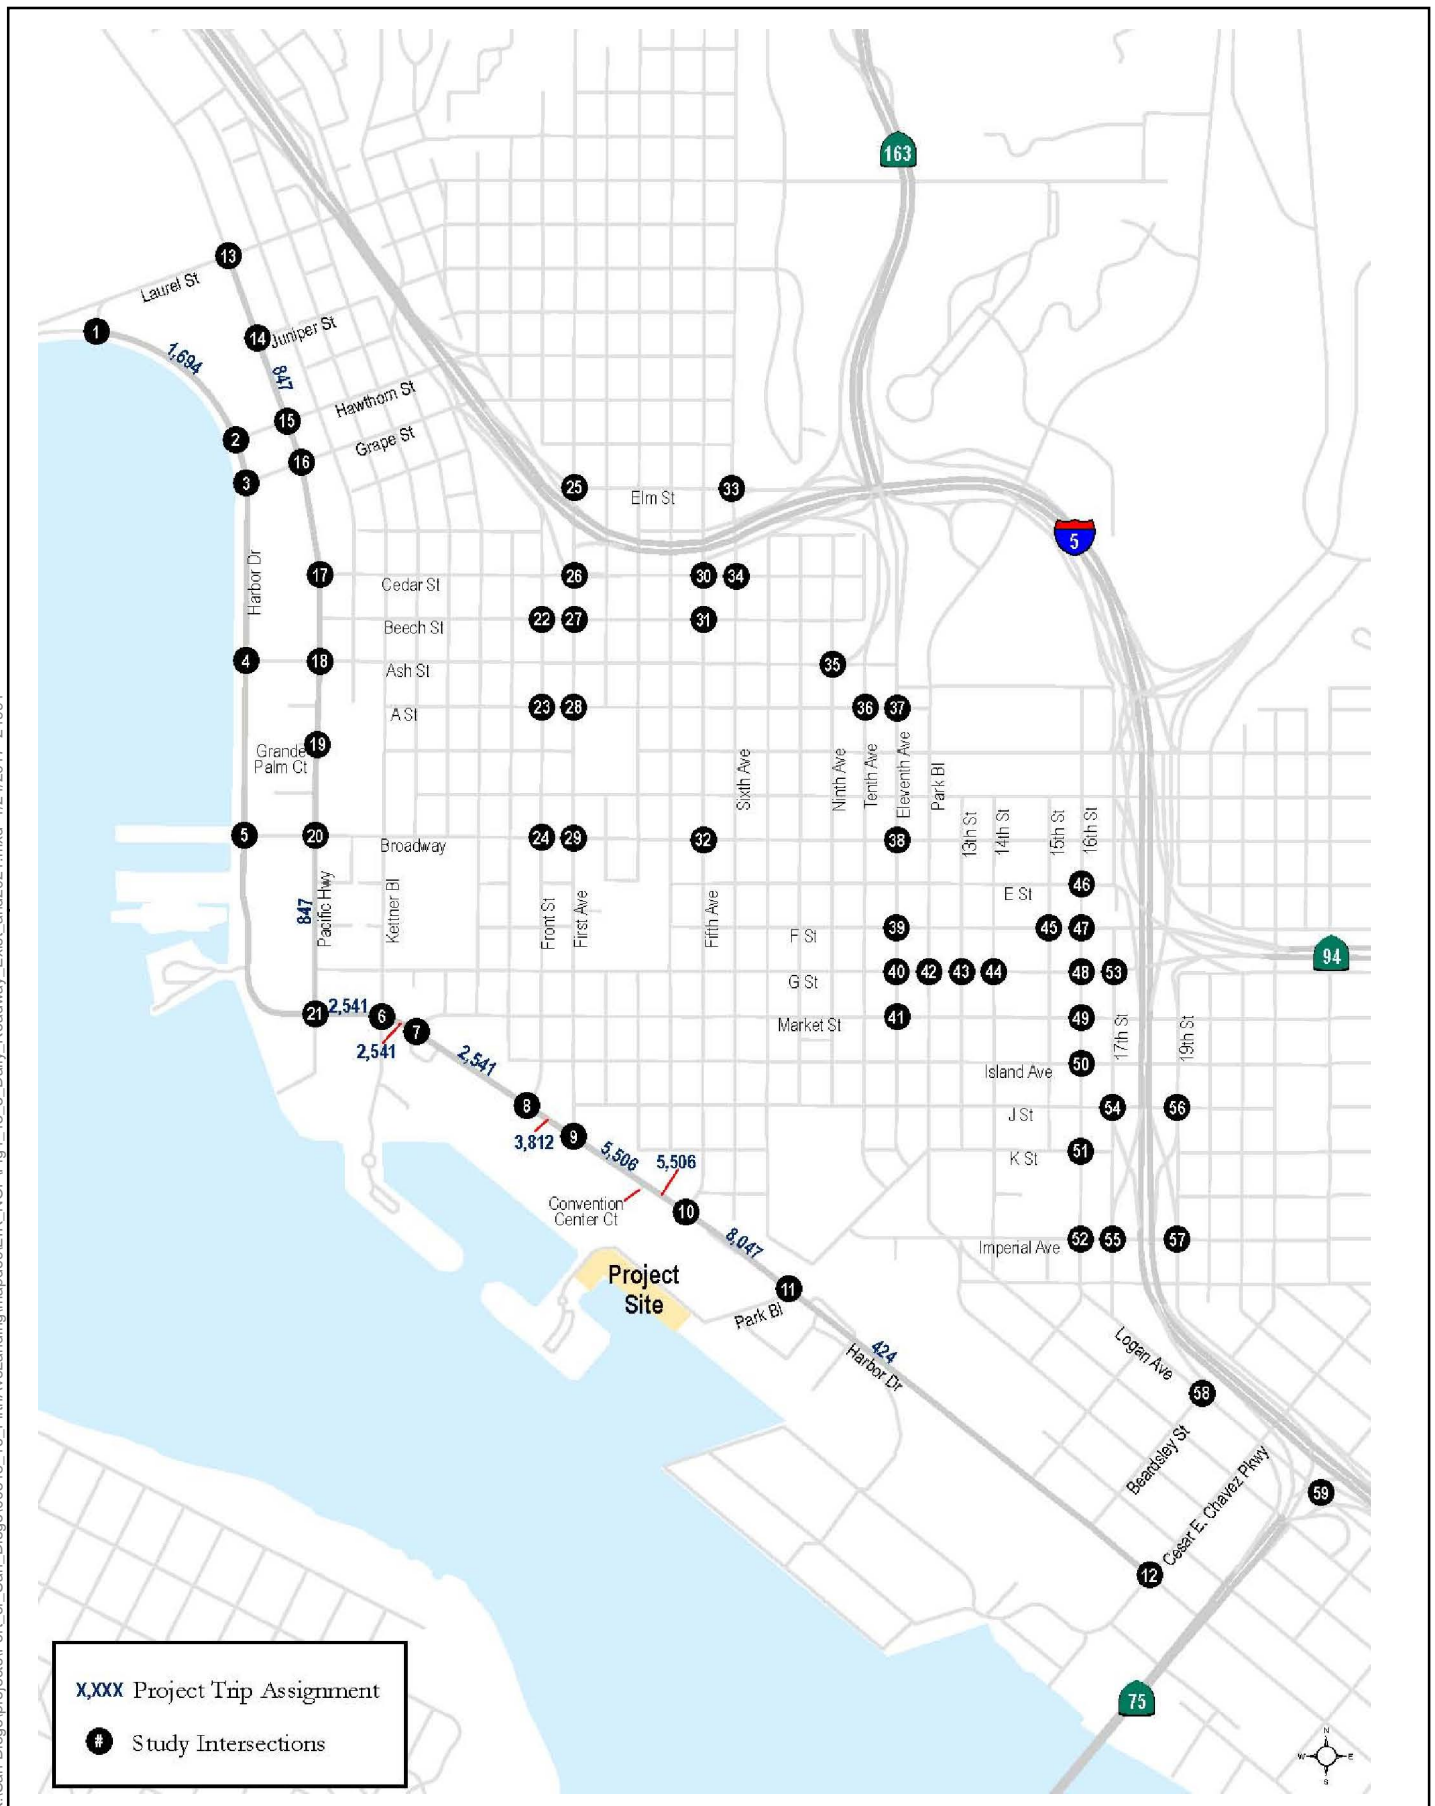 163
13
Laurel St
1
14
Juniper St
1,694
847
Hawthorn St
15
2
Grape St
16
3
25
Elm St
33
5
Harbor Dr
17
Cedar St
26
30
34
Beech St
22
27
31
4
18
Ash St
35
A St
23
28
36
37
19
Grande
Palm Ct
Sixth Ave
Ninth Ave
Tenth Ave
Eleventh Ave
Park Bl
13th St
14th St
15th St
16th St
5
20
Broadway
24
29
32
38
E St
46
847
Pacific Hwy
Kettner Bl
Front St
First Ave
Fifth Ave
F St
39
45
47
94
G St
40
42
43
44
48
53
21
2,541
6
7
2,541
Market St
41
49
17th St
19th St
2,541
Island Ave
50
8
3,812
9
J St
54
56
5,506
5,506
K St
51
Convention
Center Ct
10
8,047
Imperial Ave
52
55
57
Project
Site
11
Park Bl
424
Harbor Dr
Logan Ave
58
Beardsley St
Cesar E. Chavez Pkwy
59
12
75
X,XXX Project Trip Assignment
# Study Intersections
N
W E
S